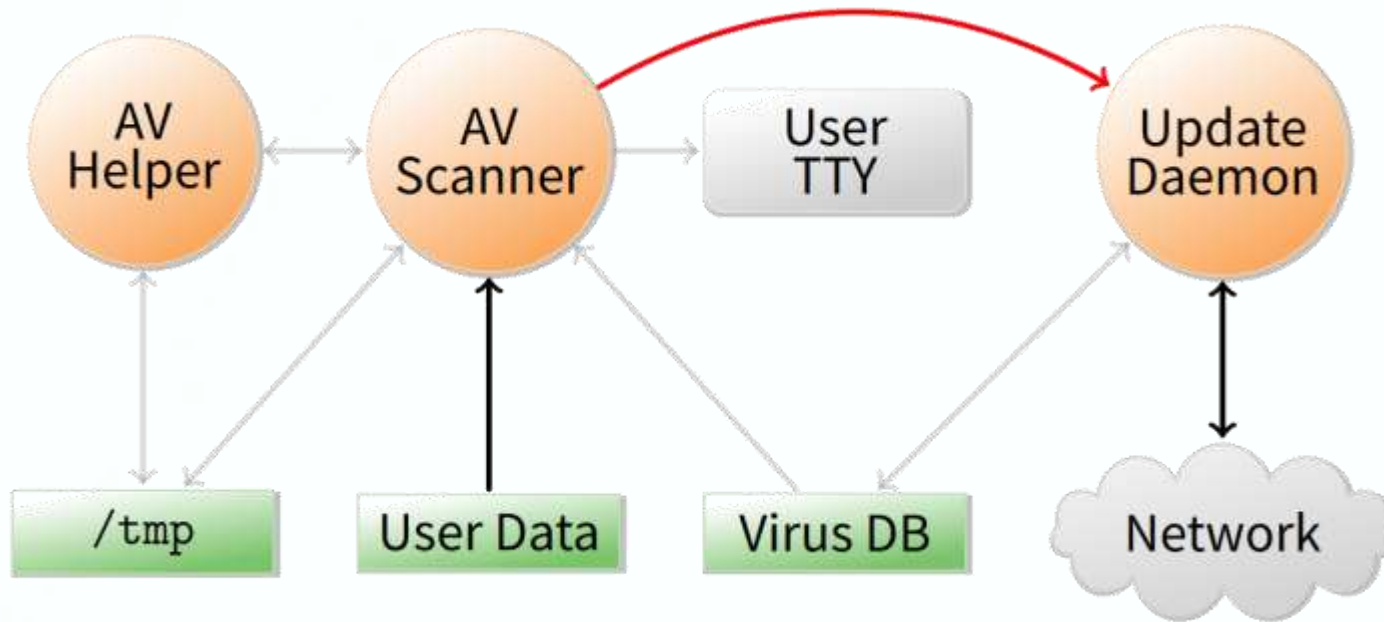 AV
Helper
AV
Scanner
User
TTY
Update
Daemon
/tmp
User Data
Virus DB
Network